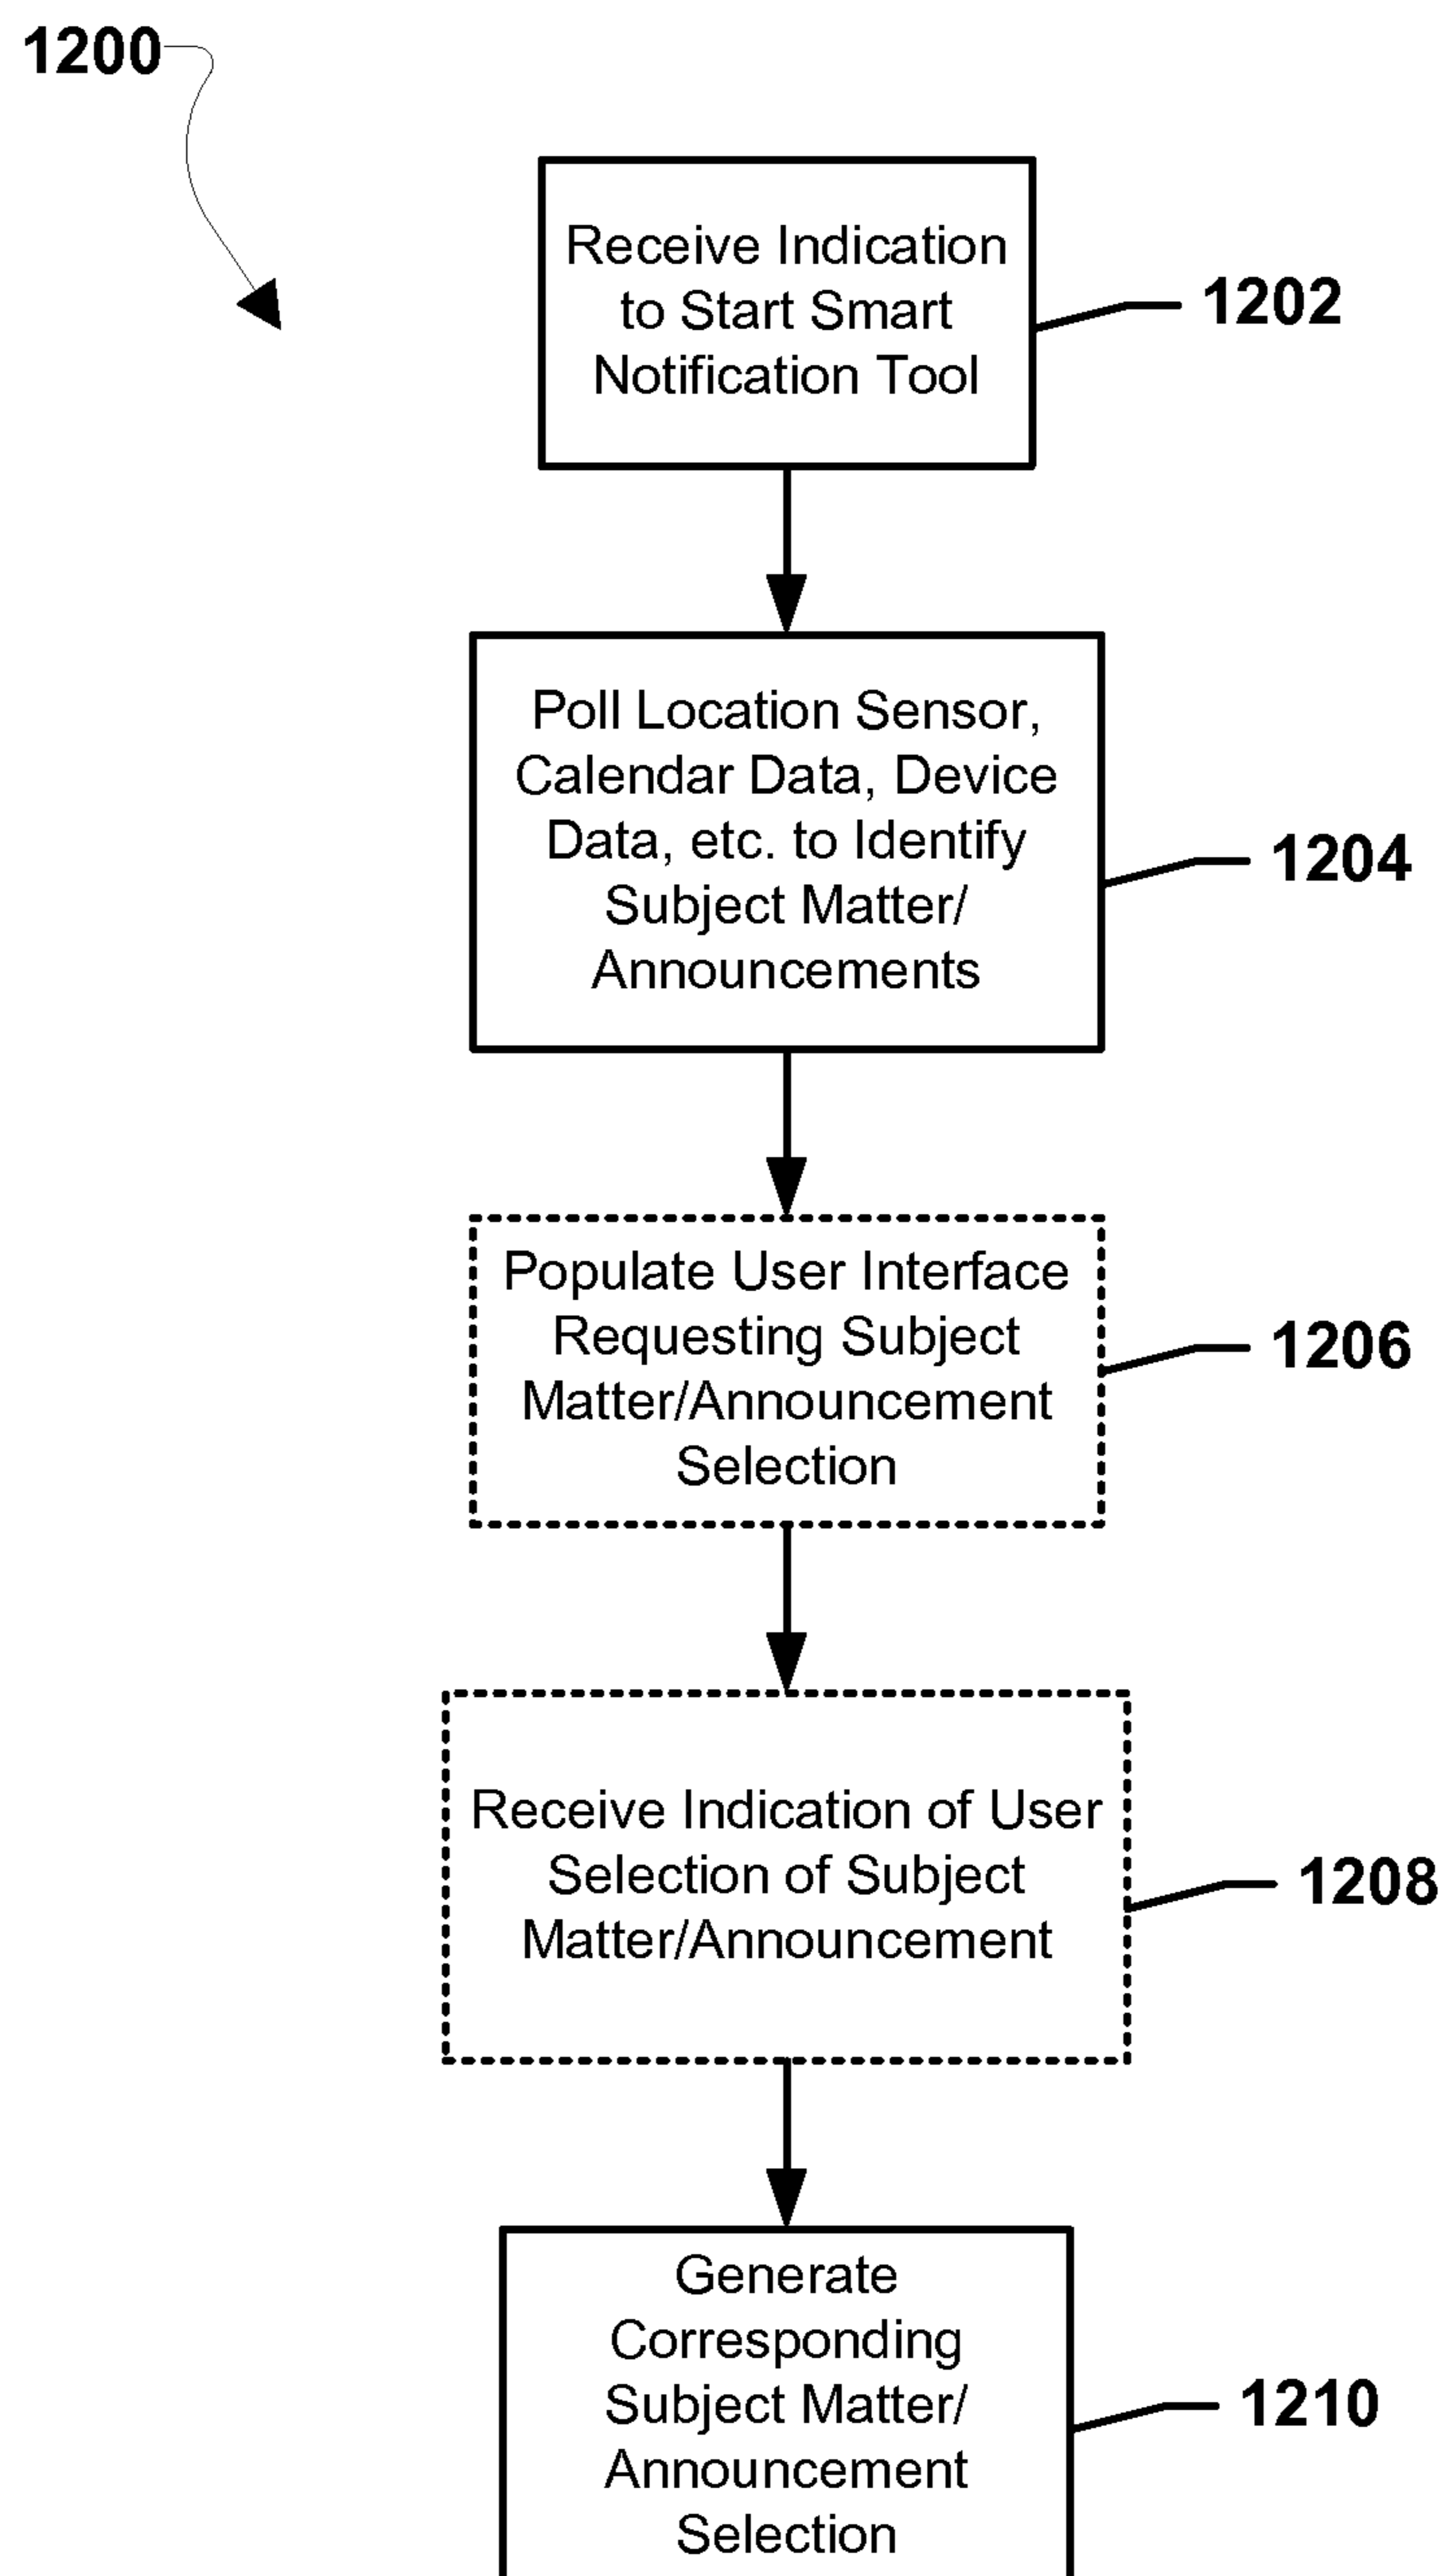 1200
Receive Indication
to Start Smart
Notification Tool
1202
Poll Location Sensor,
Calendar Data, Device
Data, etc. to Identify
Subject Matter/
Announcements
1204
Populate User Interface
Requesting Subject
Matter/Announcement
Selection
1206
Receive Indication of User
Selection of Subject
Matter/Announcement
1208
Generate
Corresponding
Subject Matter/
Announcement
Selection
1210